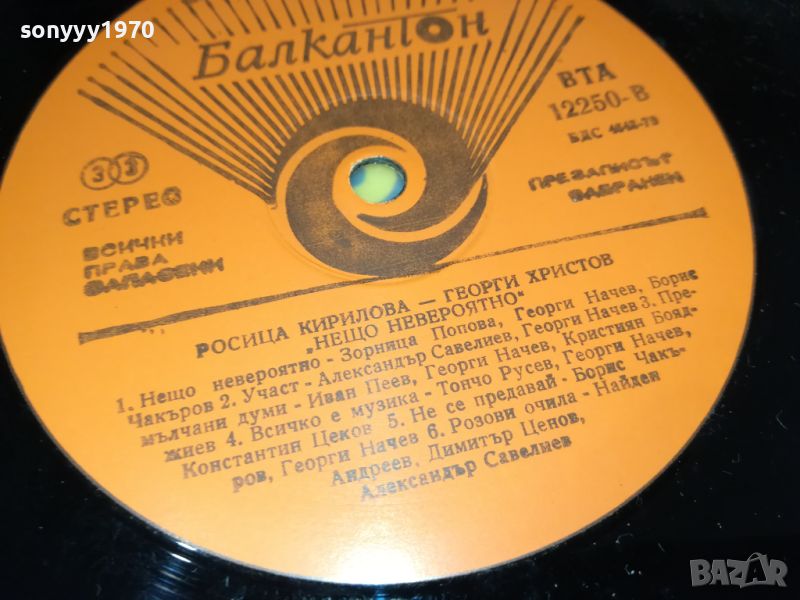 sonyyy1970
Балкантон
ВТА
12250-В
БДС 4842-79
33
СТЕРЕО
ПРЕЗАПИСЪТ
ЗАБРАНЕН
ВСИЧКИ
ПРАВА
ЗАПАЗЕНИ
РОСИЦА КИРИЛОВА — ГЕОРГИ ХРИСТОВ
„НЕЩО НЕВЕРОЯТНО“
1. Нещо невероятно - Зорница Попова, Георги Начев, Борис
Чакъров 2. Участ - Александър Савелиев, Георги Начев 3. Пре-
мълчани думи - Иван Пеев, Георги Начев, Кристиян Бояд-
жиев 4. Всичко е музика - Тончо Русев, Георги Начев,
Константин Цеков 5. Не се предавай - Борис Чакъ-
ров, Георги Начев 6. Розови очила - Найден
Андреев, Димитър Ценов,
Александър Савелиев
BAZAR